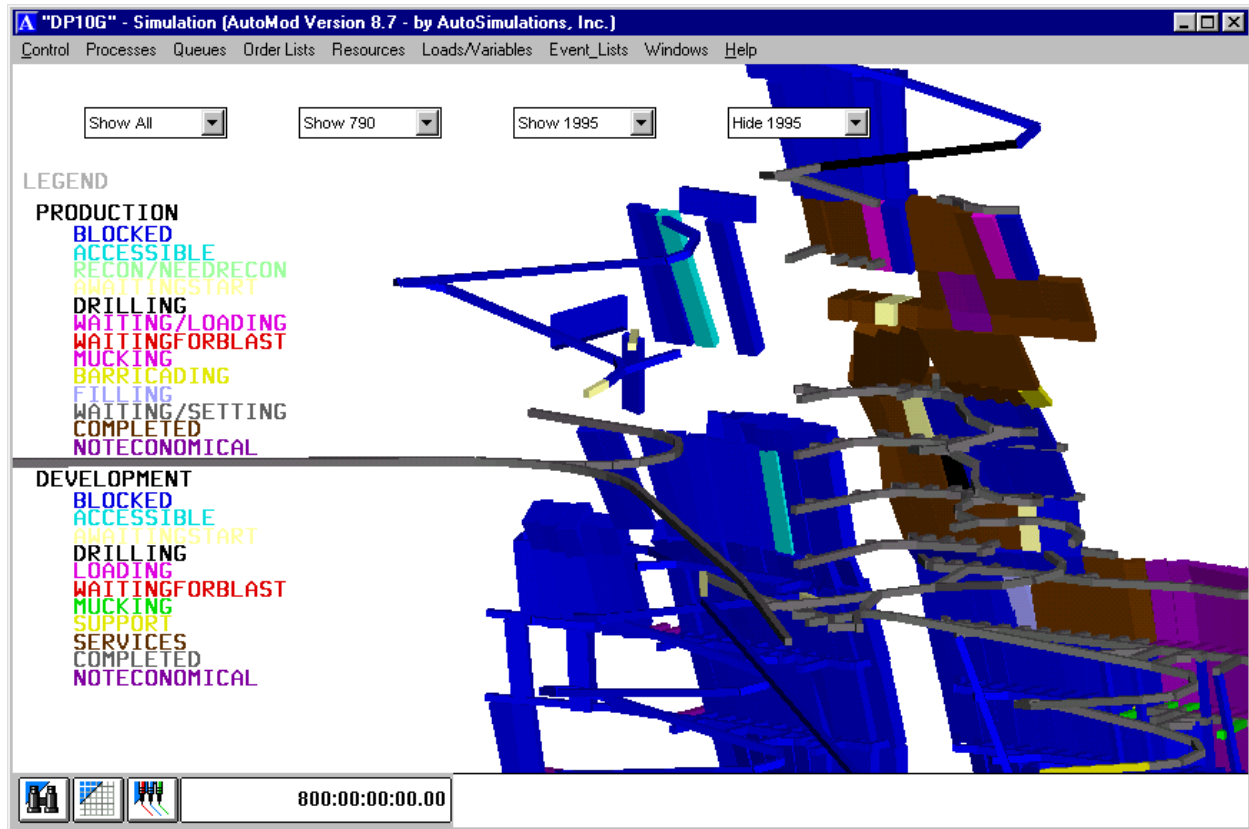 "DP10G" - Simulation (AutoMod Version 8.7 - by AutoSimulations, Inc.)
Control Processes Queues Order Lists Resources Loads/Variables Event_Lists Windows Help
Show All Show 790 Show 1995 Hide 1995
LEGEND
PRODUCTION
BLOCKED
ACCESSIBLE
RECON/NEEDRECON
AWAITINGSTART
DRILLING
WAITING/LOADING
WAITINGFORBLAST
MUCKING
BARRICADING
FILLING
WAITING/SETTING
COMPLETED
NOTECONOMICAL
DEVELOPMENT
BLOCKED
ACCESSIBLE
AWAITINGSTART
DRILLING
LOADING
WAITINGFORBLAST
MUCKING
SUPPORT
SERVICES
COMPLETED
NOTECONOMICAL
800:00:00:00.00